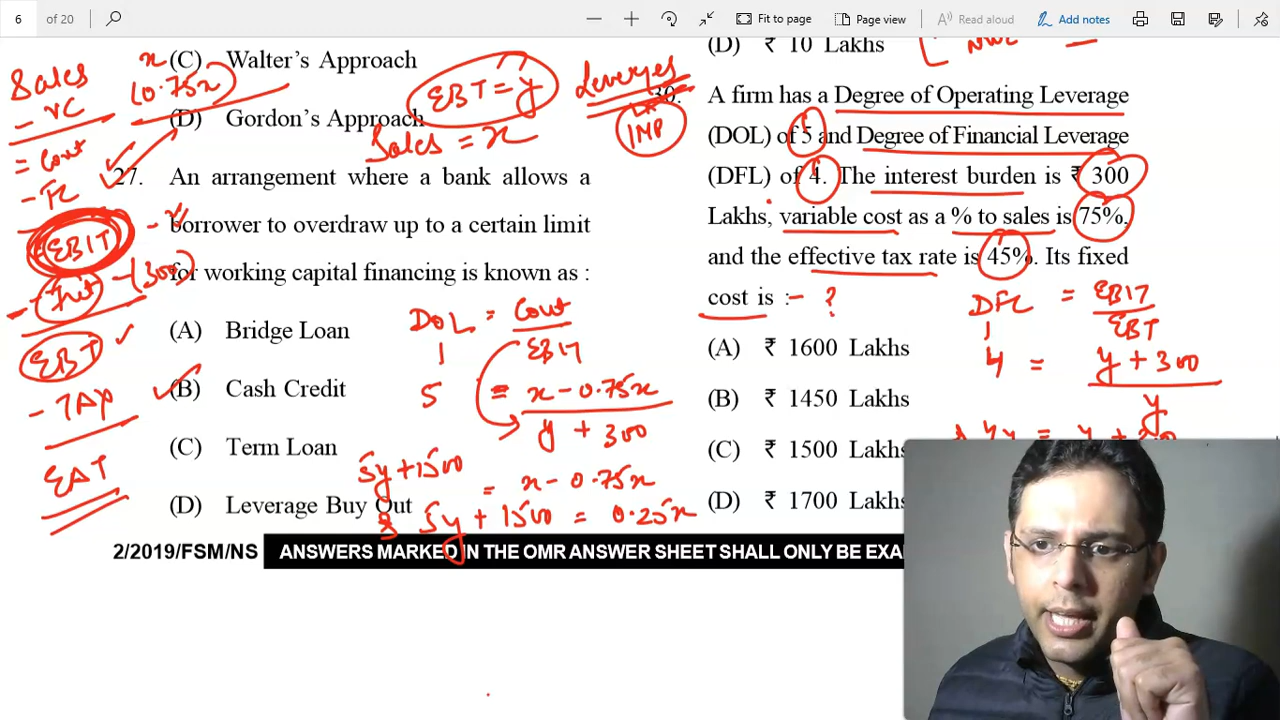 6 of 20
Fit to page
Page view
Read aloud
Add notes
(C) Walter's Approach
(D) Gordon's Approach
27. An arrangement where a bank allows a
borrower to overdraw up to a certain limit
for working capital financing is known as :
(A) Bridge Loan
(B) Cash Credit
(C) Term Loan
(D) Leverage Buy Out
Sales x
- VC (0.75x)
= Cont
- FC
= EBIT
- Int - (300)
EBT
- TAX
EAT
EBT = y
Sales = x
Leverages
IMP
DOL = Cont
EBIT
5 = x - 0.75x
y + 300
5y + 1500 = x - 0.75x
5y + 1500 = 0.25x
(D) ₹ 10 Lakhs
NWC
30. A firm has a Degree of Operating Leverage
(DOL) of 5 and Degree of Financial Leverage
(DFL) of 4. The interest burden is ₹ 300
Lakhs, variable cost as a % to sales is 75%,
and the effective tax rate is 45%. Its fixed
cost is :- ?
(A) ₹ 1600 Lakhs
(B) ₹ 1450 Lakhs
(C) ₹ 1500 Lakhs
(D) ₹ 1700 Lakhs
DFL = EBIT
EBT
4 = y + 300
y
4y = y +
2/2019/FSM/NS
ANSWERS MARKED IN THE OMR ANSWER SHEET SHALL ONLY BE EXA